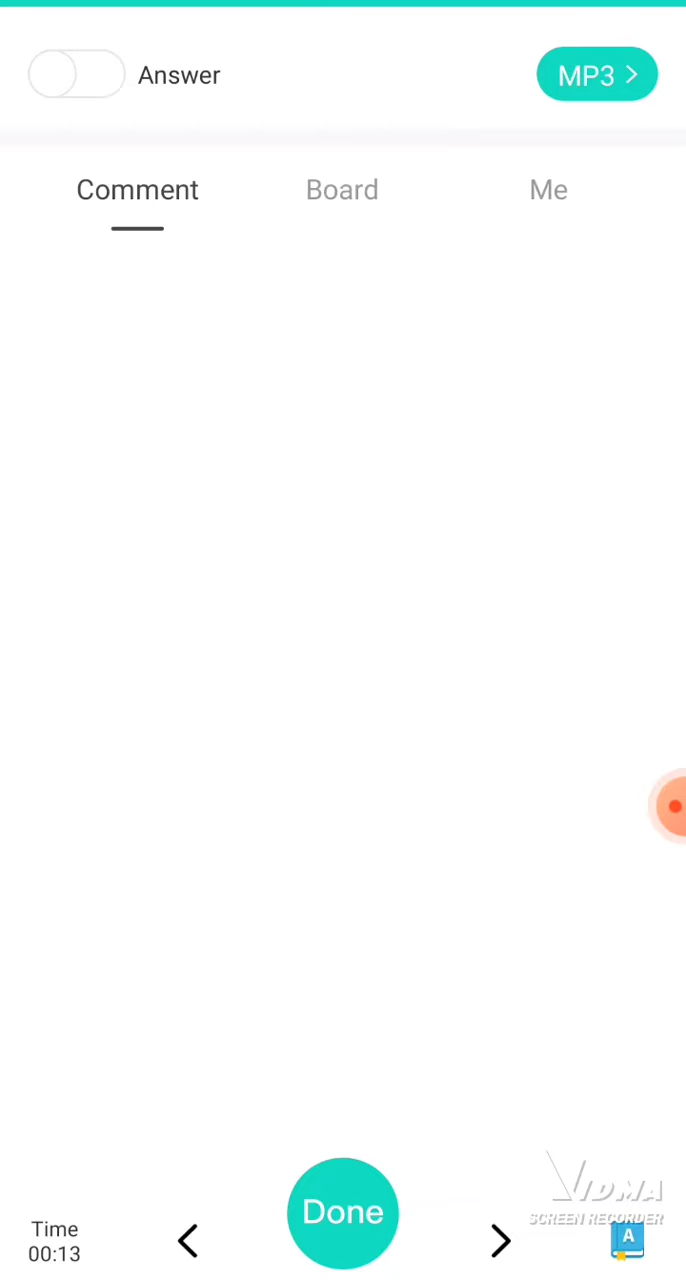 Answer
MP3 >
Comment Board Me
Done
Time
00:13
VIDMA
SCREEN RECORDER
A